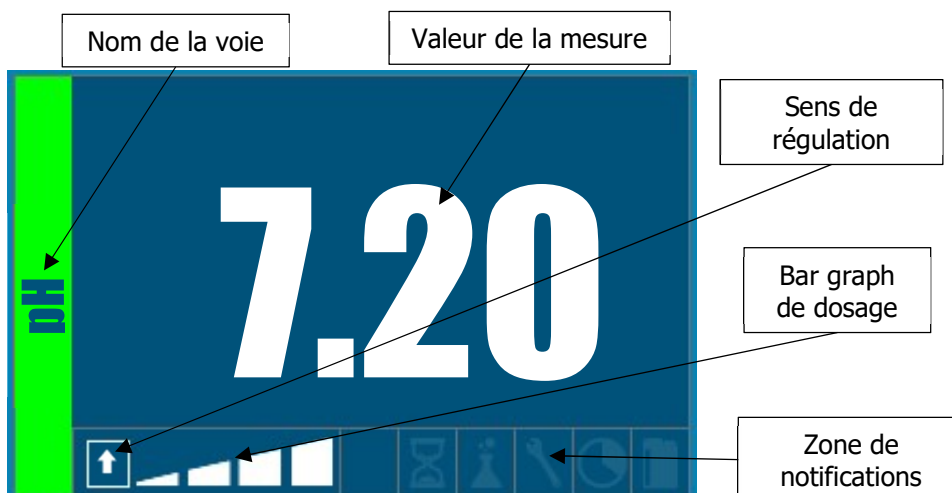 Nom de la voie
Valeur de la mesure
Sens de
régulation
7.20
pH
Bar graph
de dosage
Zone de
notifications